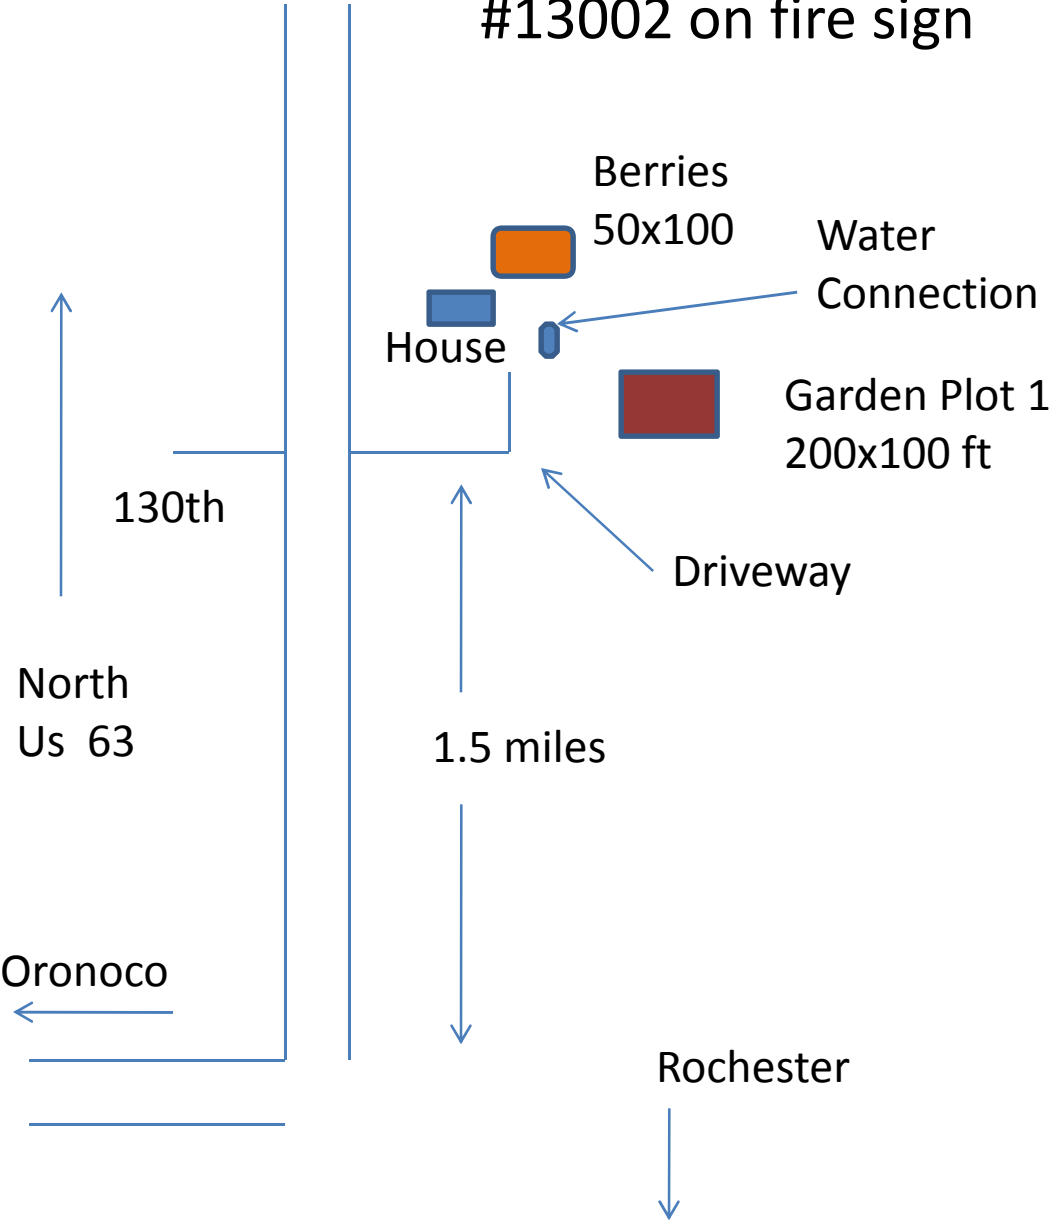 #13002 on fire sign
Berries
50x100
Water
Connection
House
Garden Plot 1
200x100 ft
130th
Driveway
North
Us  63
1.5 miles
Oronoco
Rochester